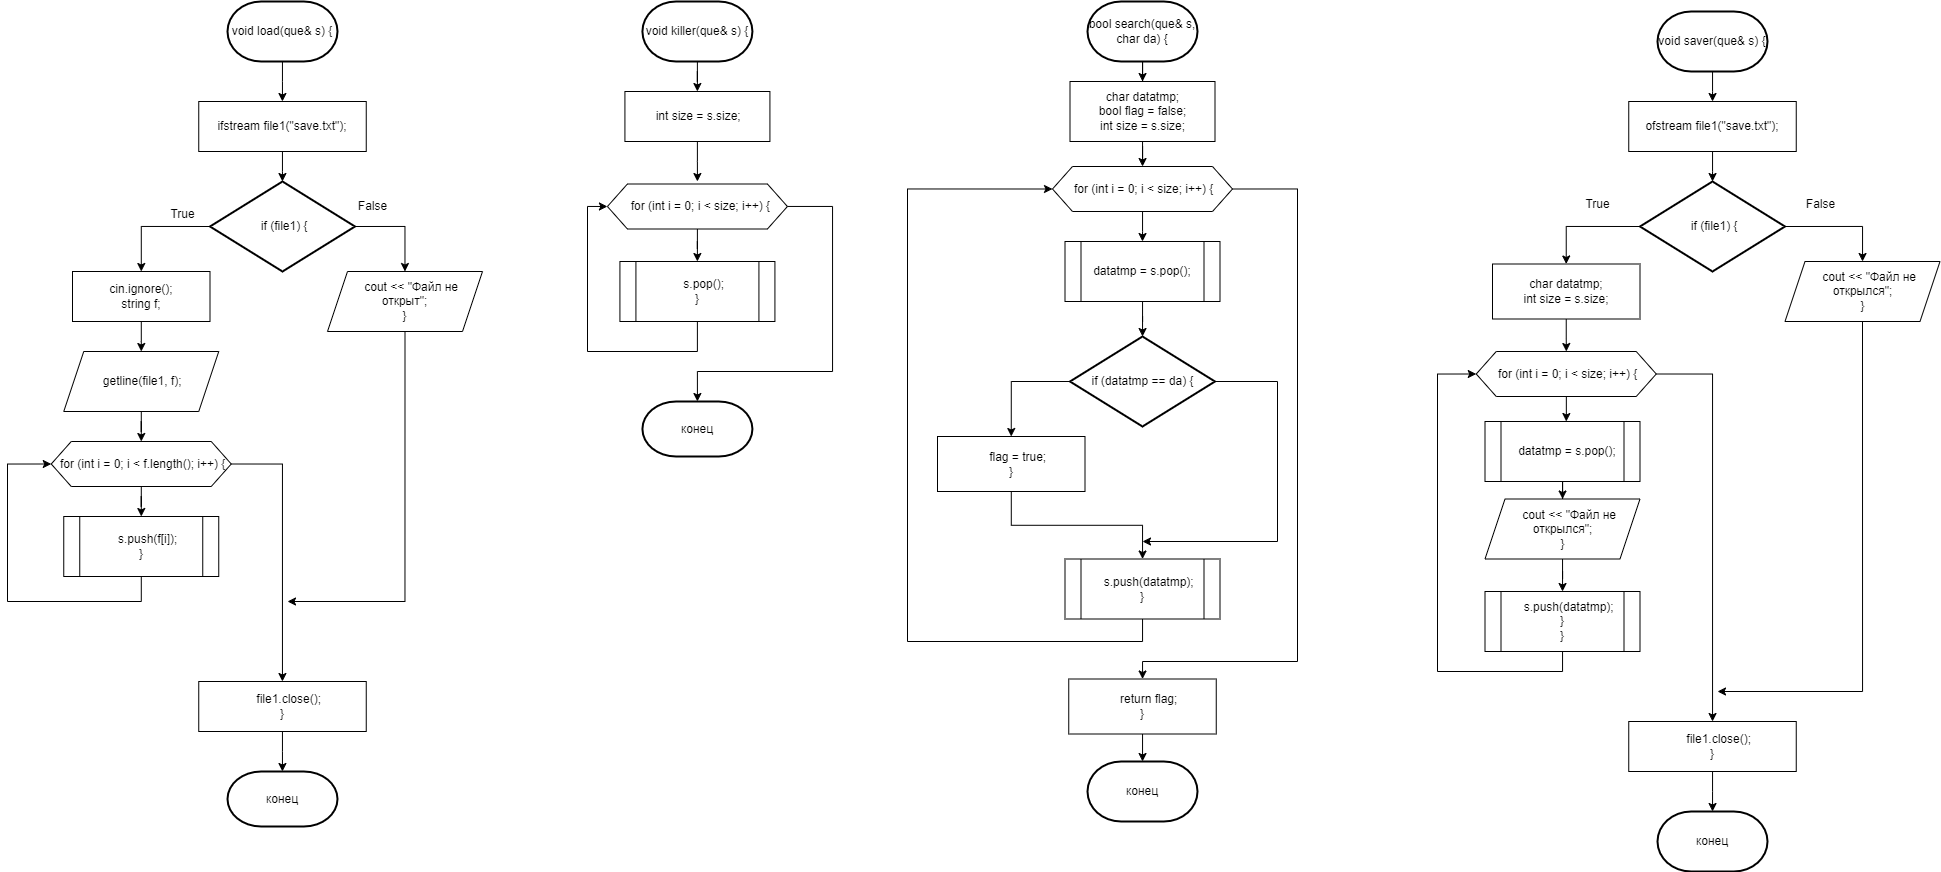 void load(que& s) {
ifstream file1("save.txt");
if (file1) {
True
False
cin.ignore();
string f;
cout << "Файл не
открыт";
}
getline(file1, f);
for (int i = 0; i < f.length(); i++) {
s.push(f[i]);
}
file1.close();
}
конец
void killer(que& s) {
int size = s.size;
for (int i = 0; i < size; i++) {
s.pop();
}
конец
bool search(que& s,
char da) {
char datatmp;
bool flag = false;
int size = s.size;
for (int i = 0; i < size; i++) {
datatmp = s.pop();
if (datatmp == da) {
flag = true;
}
s.push(datatmp);
}
return flag;
}
конец
void saver(que& s) {
ofstream file1("save.txt");
if (file1) {
True
False
char datatmp;
int size = s.size;
cout << "Файл не
открылся";
}
for (int i = 0; i < size; i++) {
datatmp = s.pop();
cout << "Файл не
открылся";
}
s.push(datatmp);
}
}
file1.close();
}
конец